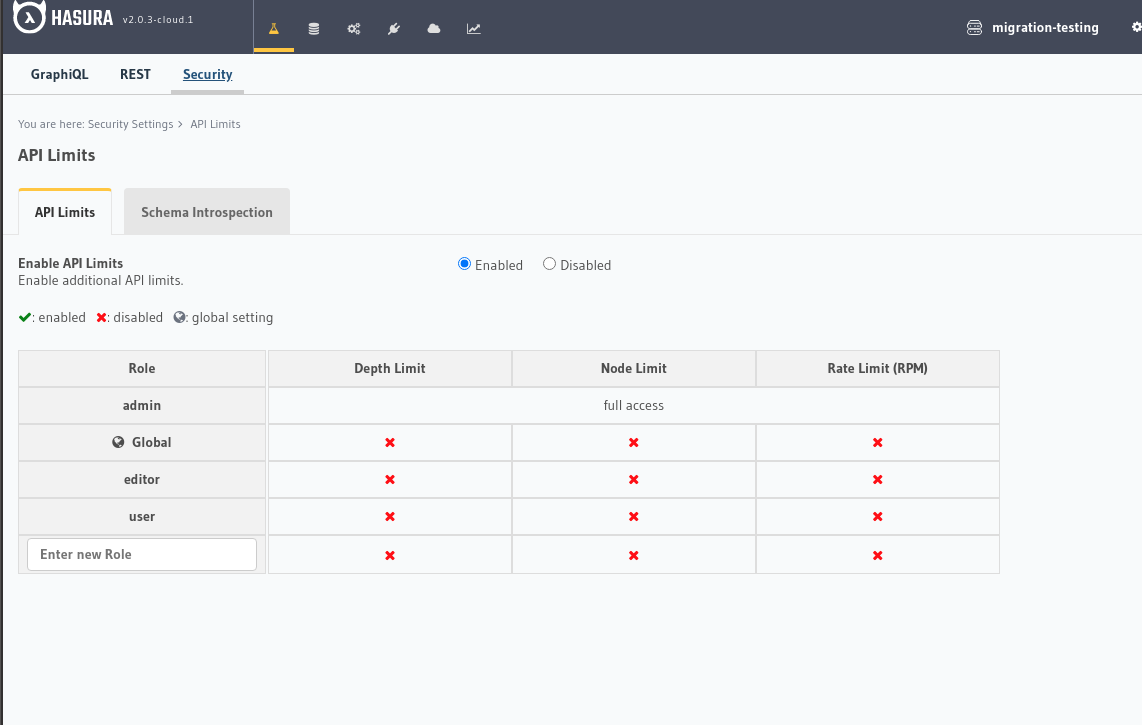 HASURA v2.0.3-cloud.1 migration-testing
GraphiQL REST Security
You are here: Security Settings > API Limits
API Limits
API Limits Schema Introspection
Enable API Limits Enabled Disabled
Enable additional API limits.
: enabled : disabled : global setting
Role Depth Limit Node Limit Rate Limit (RPM)
admin full access
Global
editor
user
Enter new Role